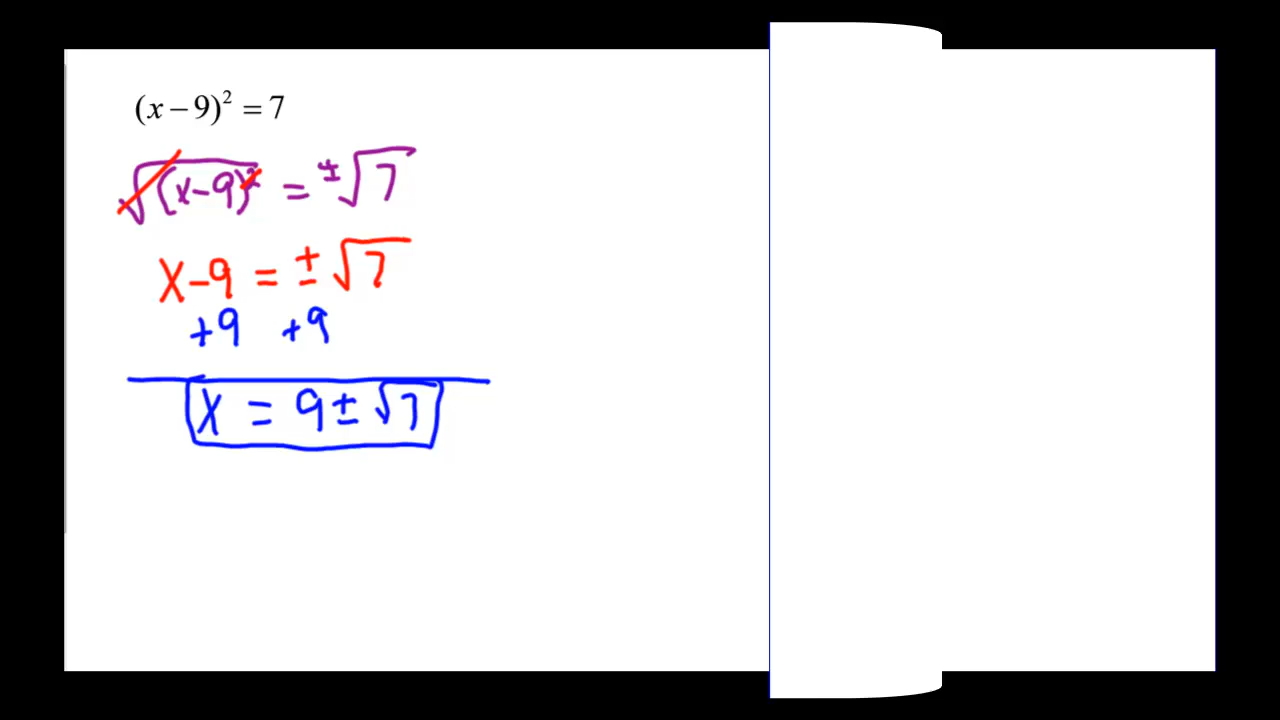 (x − 9)² = 7
√(x−9)² = ±√7
x−9 = ±√7
+9 +9
x = 9 ± √7